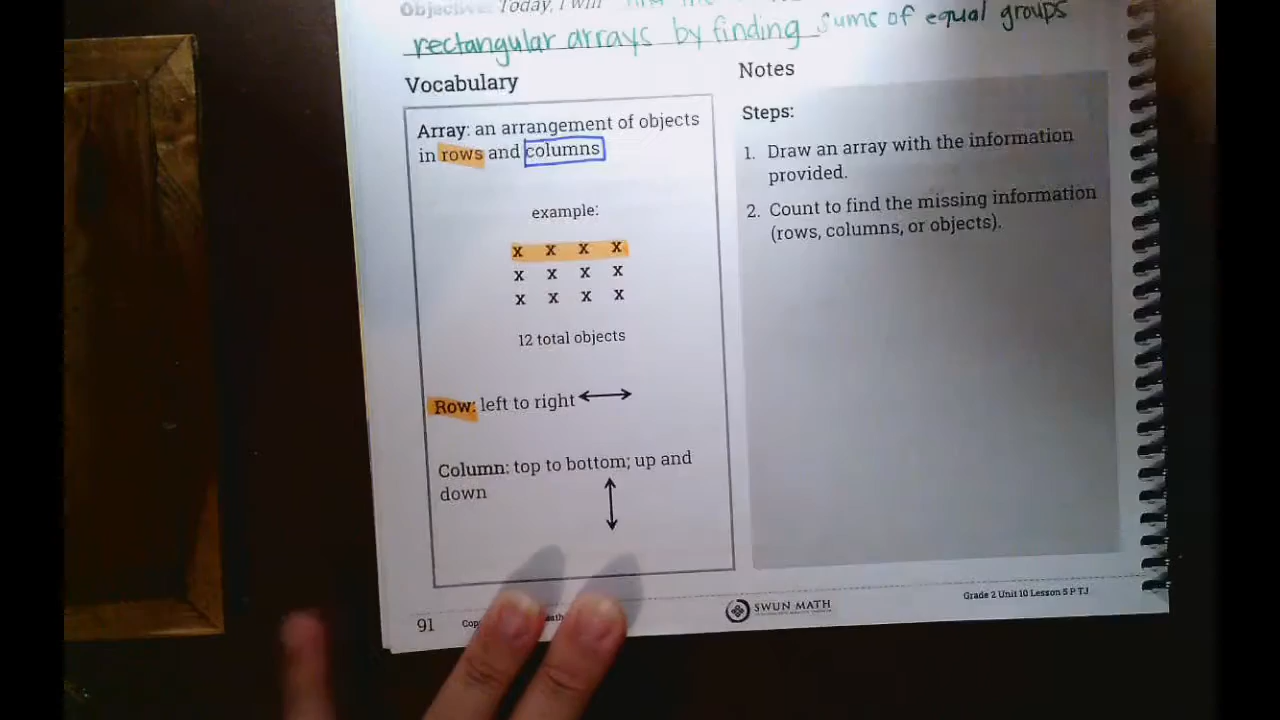 Objective: Today, I will
rectangular arrays by finding sums of equal groups
Vocabulary
Array: an arrangement of objects
in rows and columns
example:
x x x x
x x x x
x x x x
12 total objects
Row: left to right
Column: top to bottom; up and
down
Notes
Steps:
1. Draw an array with the information
provided.
2. Count to find the missing information
(rows, columns, or objects).
91
SWUN MATH
Grade 2 Unit 10 Lesson 5 P TJ